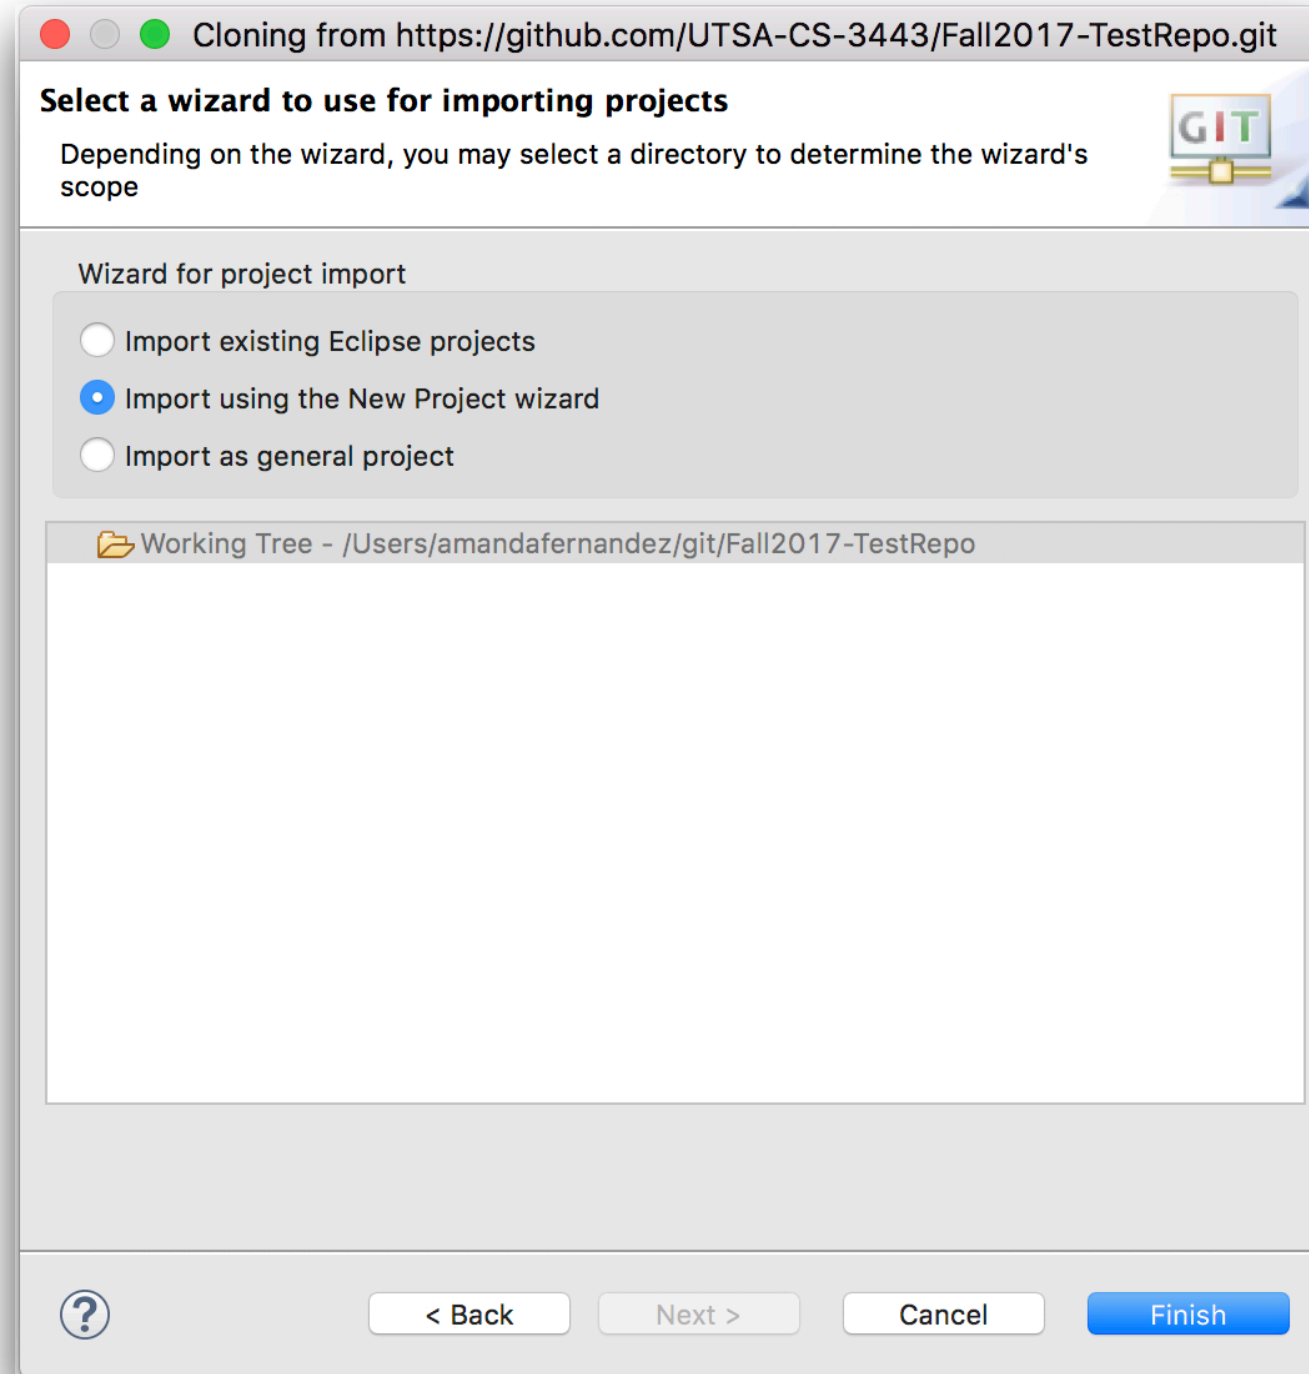 Cloning from https://github.com/UTSA-CS-3443/Fall2017-TestRepo.git
Select a wizard to use for importing projects
Depending on the wizard, you may select a directory to determine the wizard's
scope
GIT
Wizard for project import
Import existing Eclipse projects
Import using the New Project wizard
Import as general project
Working Tree - /Users/amandafernandez/git/Fall2017-TestRepo
?
< Back
Next >
Cancel
Finish